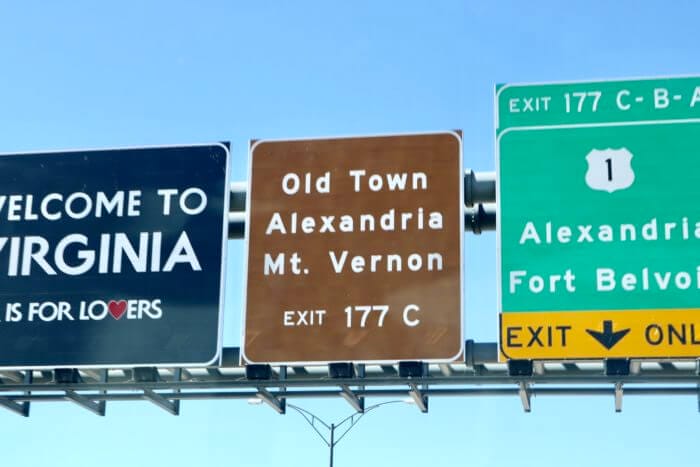 WELCOME TO
VIRGINIA
IS FOR LOVERS
Old Town
Alexandria
Mt. Vernon
EXIT 177 C
EXIT 177 C-B-A
1
Alexandria
Fort Belvoi
EXIT ONL